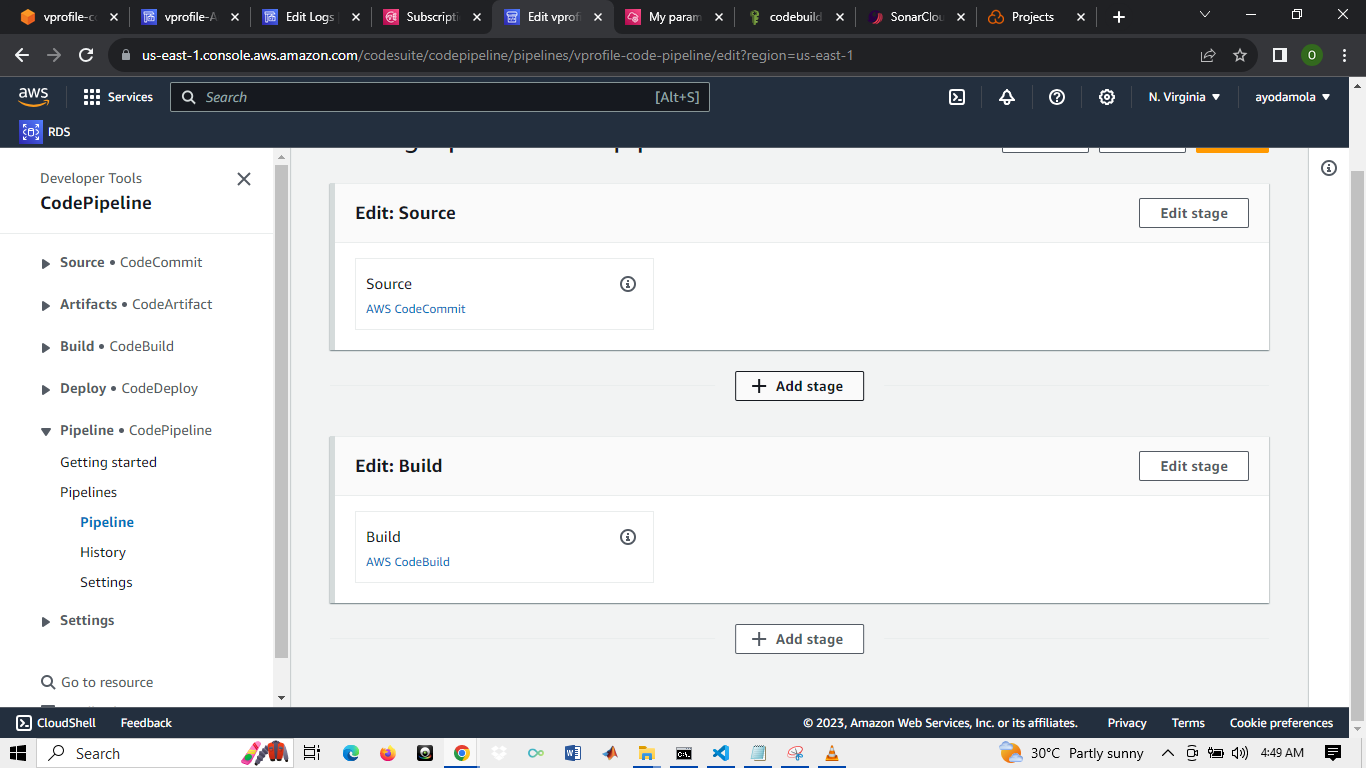 vprofile-c
vprofile-A
Edit Logs
Subscripti
Edit vprof
My param
codebuild
SonarClou
Projects
us-east-1.console.aws.amazon.com/codesuite/codepipeline/pipelines/vprofile-code-pipeline/edit?region=us-east-1
O
aws
Services
Search
[Alt+S]
N. Virginia
ayodamola
RDS
Developer Tools
CodePipeline
Source • CodeCommit
Artifacts • CodeArtifact
Build • CodeBuild
Deploy • CodeDeploy
Pipeline • CodePipeline
Getting started
Pipelines
Pipeline
History
Settings
Settings
Go to resource
Edit: Source
Edit stage
Source
AWS CodeCommit
Add stage
Edit: Build
Edit stage
Build
AWS CodeBuild
Add stage
CloudShell
Feedback
© 2023, Amazon Web Services, Inc. or its affiliates.
Privacy
Terms
Cookie preferences
Search
30°C Partly sunny
4:49 AM